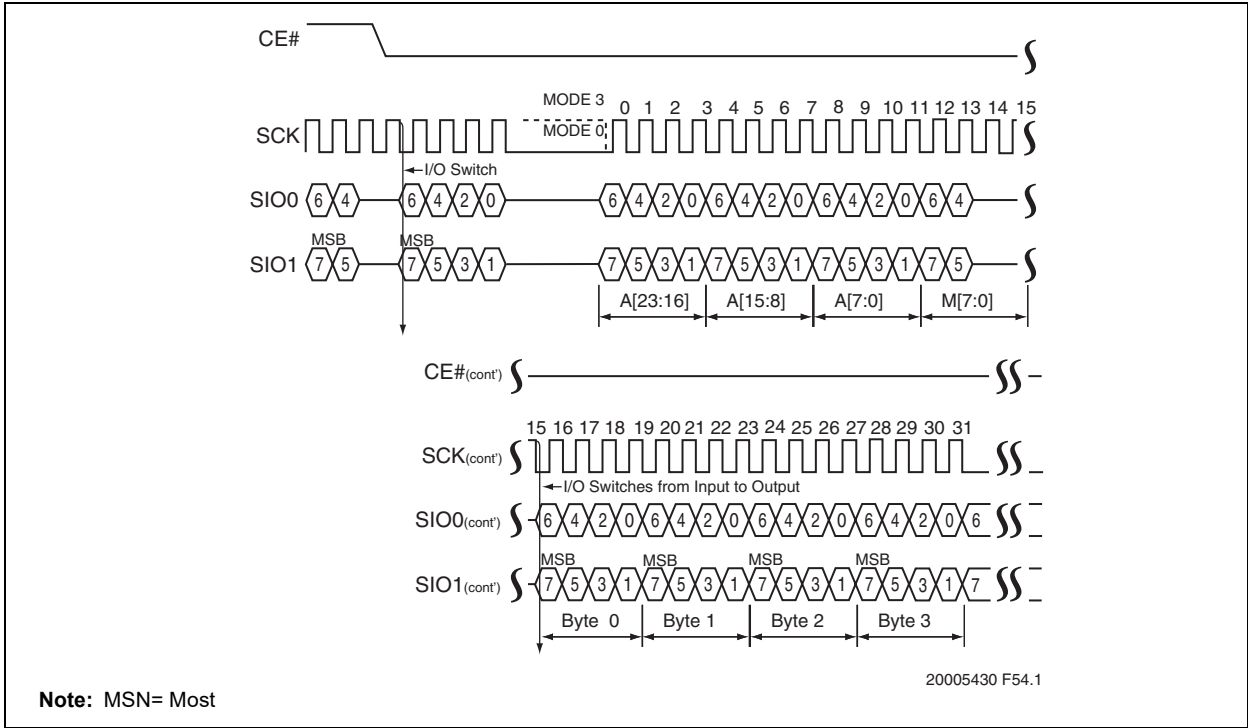 CE#
MODE 3
0 1 2 3 4 5 6 7 8 9 10 11 12 13 14 15
SCK
MODE 0
I/O Switch
SIO0 6 4 6 4 2 0 6 4 2 0 6 4 2 0 6 4 2 0 6 4
MSB MSB
SIO1 7 5 7 5 3 1 7 5 3 1 7 5 3 1 7 5 3 1 7 5
A[23:16] A[15:8] A[7:0] M[7:0]
CE#(cont')
15 16 17 18 19 20 21 22 23 24 25 26 27 28 29 30 31
SCK(cont')
I/O Switches from Input to Output
SIO0(cont') 6 4 2 0 6 4 2 0 6 4 2 0 6 4 2 0 6
MSB MSB MSB MSB
SIO1(cont') 7 5 3 1 7 5 3 1 7 5 3 1 7 5 3 1 7
Byte 0 Byte 1 Byte 2 Byte 3
20005430 F54.1
Note: MSN= Most